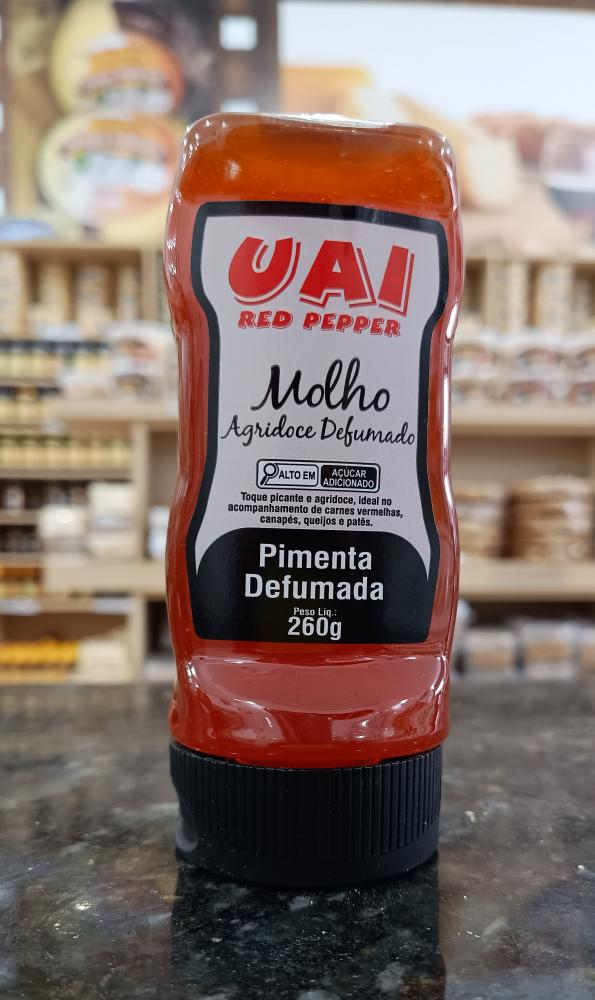 UAI
RED PEPPER
Molho
Agridoce Defumado
ALTO EM AÇÚCAR
ADICIONADO
Toque picante e agridoce, ideal no
acompanhamento de carnes vermelhas,
canapés, queijos e patês.
Pimenta
Defumada
Peso Liq.:
260g